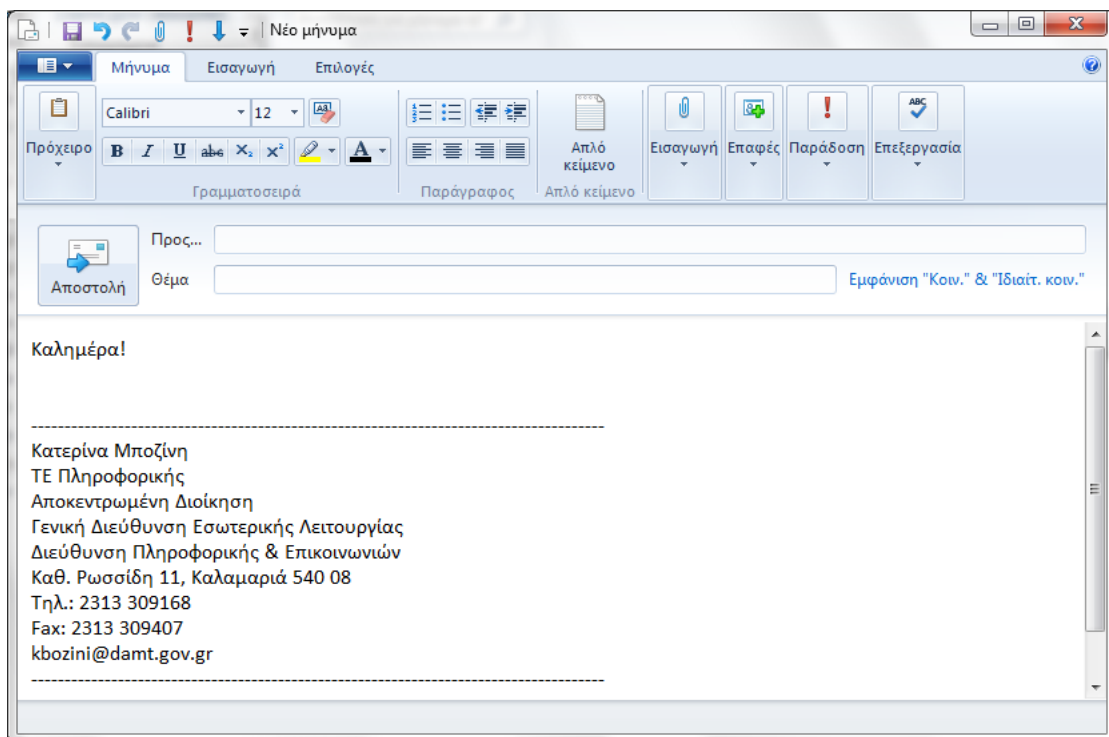 Νέο μήνυμα
Μήνυμα Εισαγωγή Επιλογές
Calibri 12
Πρόχειρο B I U abc X₂ X² A Απλό κείμενο Εισαγωγή Επαφές Παράδοση ABC Επεξεργασία
Γραμματοσειρά Παράγραφος Απλό κείμενο
Προς...
Αποστολή
Θέμα Εμφάνιση "Κοιν." & "Ιδιαίτ. κοιν."
Καλημέρα!
--------------------------------------------------------------------------------------
Κατερίνα Μποζίνη
ΤΕ Πληροφορικής
Αποκεντρωμένη Διοίκηση
Γενική Διεύθυνση Εσωτερικής Λειτουργίας
Διεύθυνση Πληροφορικής & Επικοινωνιών
Καθ. Ρωσσίδη 11, Καλαμαριά 540 08
Τηλ.: 2313 309168
Fax: 2313 309407
kbozini@damt.gov.gr
--------------------------------------------------------------------------------------